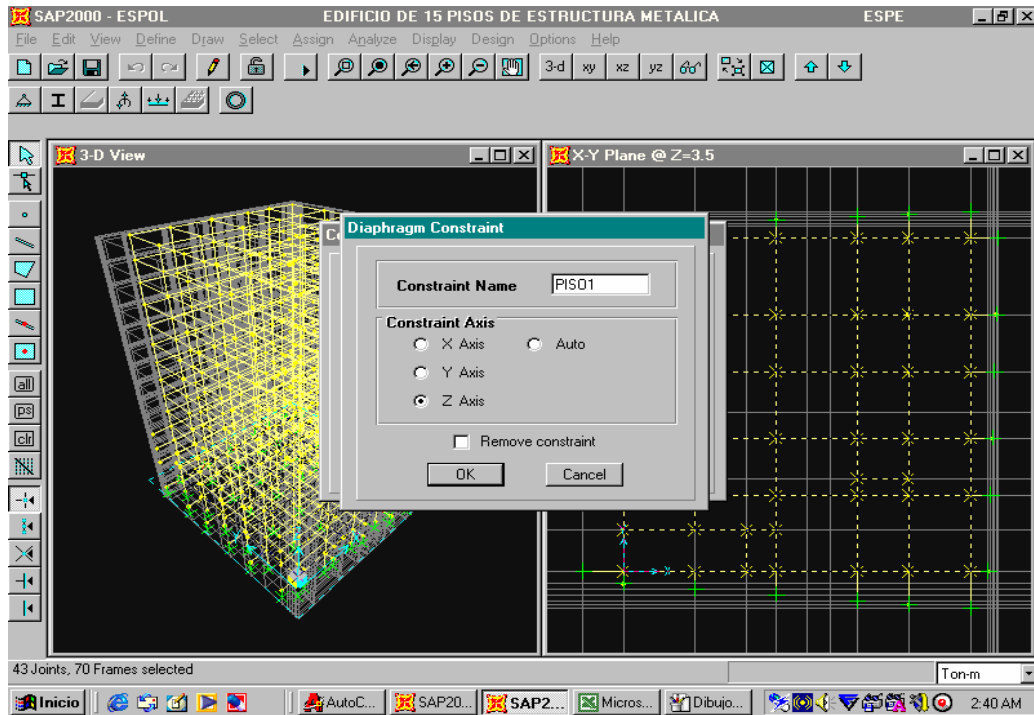 SAP2000 - ESPOL EDIFICIO DE 15 PISOS DE ESTRUCTURA METALICA ESPE
File Edit View Define Draw Select Assign Analyze Display Design Options Help
3-d xy xz yz
3-D View
X-Y Plane @ Z=3.5
Diaphragm Constraint
Constraint Name PISO1
Constraint Axis
X Axis Auto
Y Axis
Z Axis
Remove constraint
OK Cancel
all
ps
clr
43 Joints, 70 Frames selected
Ton-m
Inicio AutoC... SAP20... SAP2... Micros... Dibujo... 2:40 AM